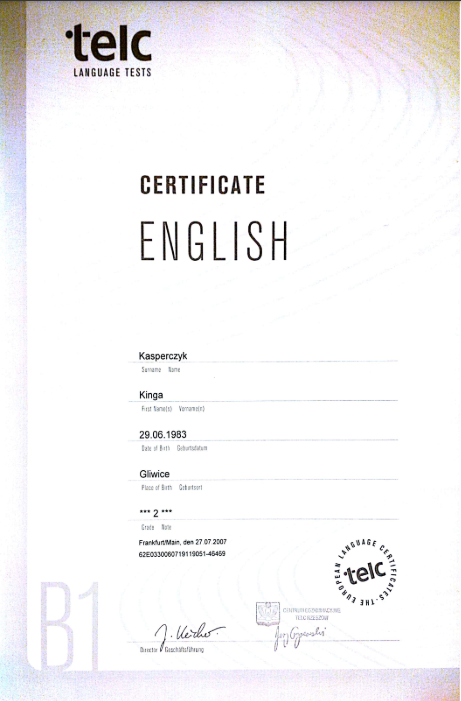 telc
LANGUAGE TESTS
CERTIFICATE
ENGLISH
Kasperczyk
Surname Name
Kinga
First Name(s) Vorname(n)
29.06.1983
Date of Birth Geburtsdatum
Gliwice
Place of Birth Geburtsort
*** 2 ***
Grade Note
Frankfurt/Main, den 27.07.2007
62E0330060719119051-46469
telc
THE EUROPEAN LANGUAGE CERTIFICATES
CENTRUM EGZAMINACYJNE
TELC RZESZÓW
B1
Director Geschäftsführung